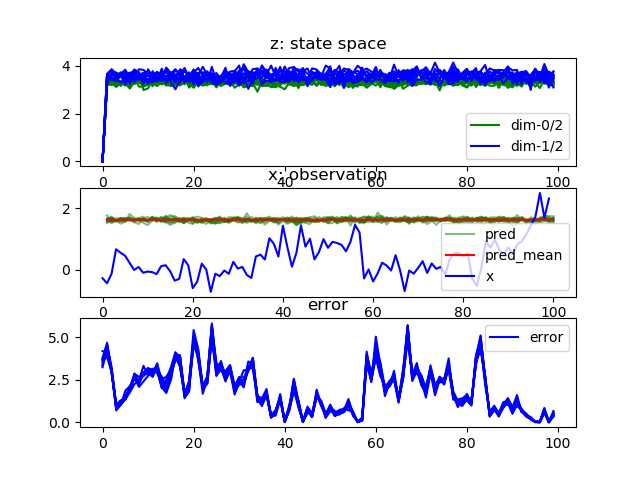 z: state space
4
2
0
dim-0/2
dim-1/2
0 20 40 60 80 100
x: observation
2
0
pred
pred_mean
x
0 20 40 60 80 100
error
5.0
2.5
0.0
error
0 20 40 60 80 100